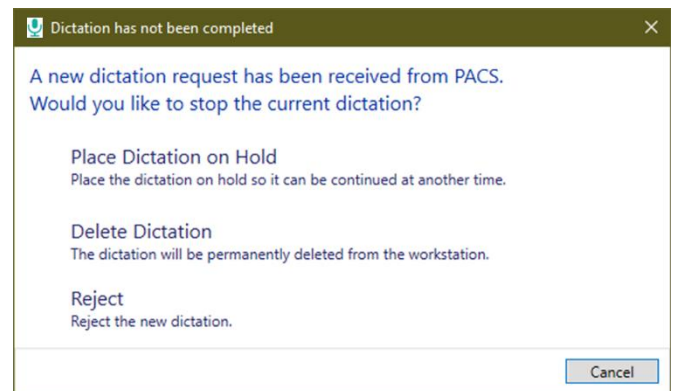 Dictation has not been completed
A new dictation request has been received from PACS.
Would you like to stop the current dictation?
Place Dictation on Hold
Place the dictation on hold so it can be continued at another time.
Delete Dictation
The dictation will be permanently deleted from the workstation.
Reject
Reject the new dictation.
Cancel